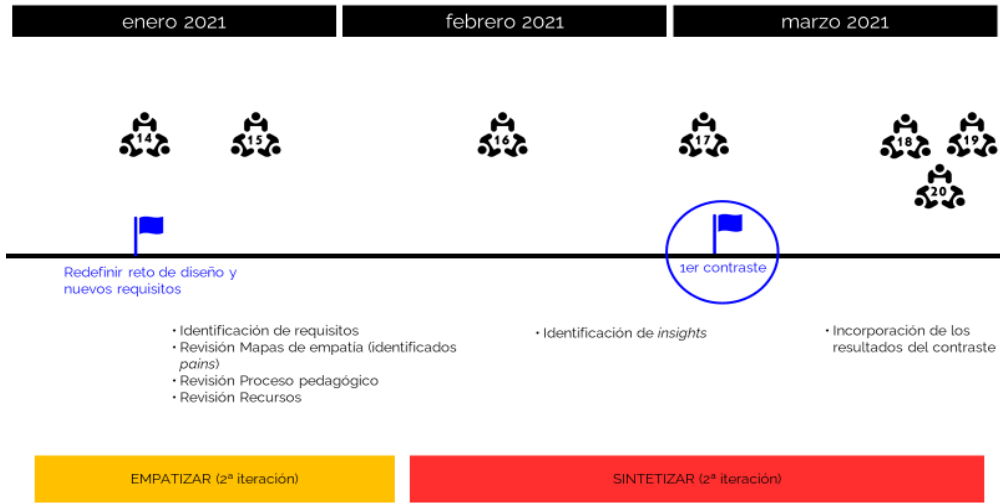 enero 2021
febrero 2021
marzo 2021
14
15
16
17
18
19
20
Redefinir reto de diseño y
nuevos requisitos
1er contraste
• Identificación de requisitos
• Revisión Mapas de empatía (identificados
pains)
• Revisión Proceso pedagógico
• Revisión Recursos
• Identificación de insights
• Incorporación de los
resultados del contraste
EMPATIZAR (2ª iteración)
SINTETIZAR (2ª iteración)